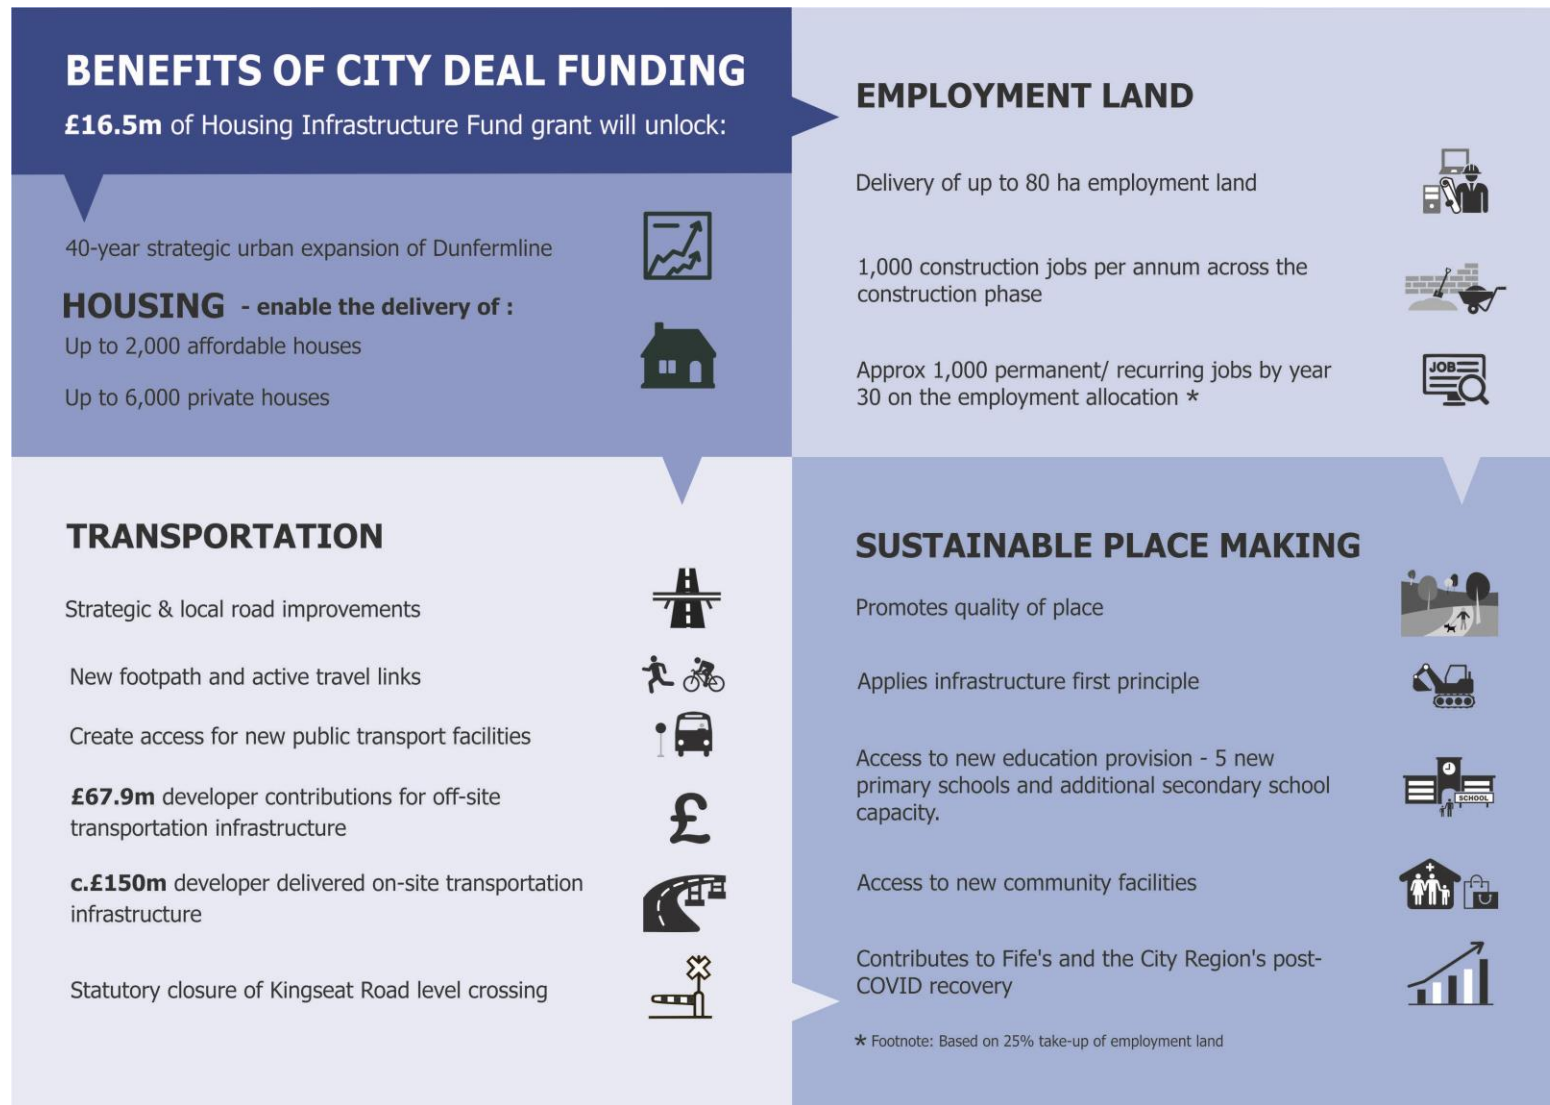 BENEFITS OF CITY DEAL FUNDING
£16.5m of Housing Infrastructure Fund grant will unlock:
40-year strategic urban expansion of Dunfermline
HOUSING - enable the delivery of :
Up to 2,000 affordable houses
Up to 6,000 private houses
EMPLOYMENT LAND
Delivery of up to 80 ha employment land
1,000 construction jobs per annum across the
construction phase
Approx 1,000 permanent/ recurring jobs by year
30 on the employment allocation *
JOB
TRANSPORTATION
Strategic & local road improvements
New footpath and active travel links
Create access for new public transport facilities
£67.9m developer contributions for off-site
transportation infrastructure
£
c.£150m developer delivered on-site transportation
infrastructure
Statutory closure of Kingseat Road level crossing
SUSTAINABLE PLACE MAKING
Promotes quality of place
Applies infrastructure first principle
Access to new education provision - 5 new
primary schools and additional secondary school
capacity.
SCHOOL
Access to new community facilities
Contributes to Fife's and the City Region's post-
COVID recovery
* Footnote: Based on 25% take-up of employment land